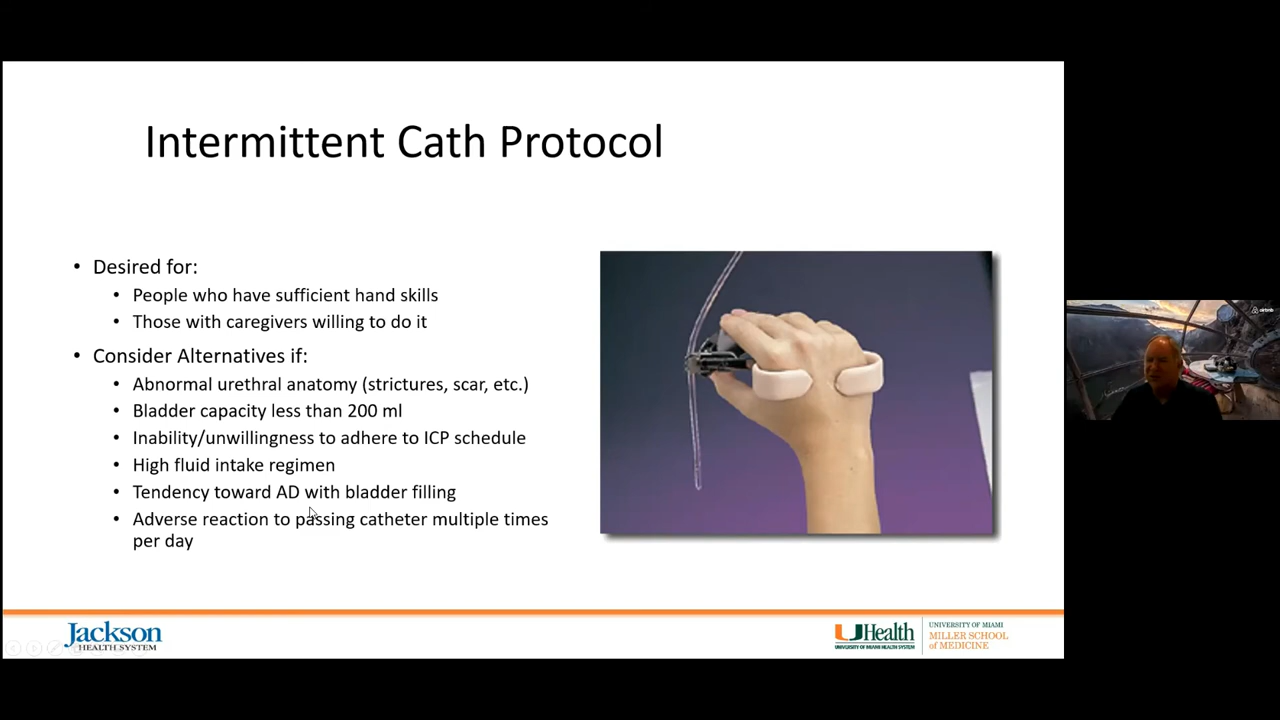 Intermittent Cath Protocol
• Desired for:
• People who have sufficient hand skills
• Those with caregivers willing to do it
• Consider Alternatives if:
• Abnormal urethral anatomy (strictures, scar, etc.)
• Bladder capacity less than 200 ml
• Inability/unwillingness to adhere to ICP schedule
• High fluid intake regimen
• Tendency toward AD with bladder filling
• Adverse reaction to passing catheter multiple times
per day
airbnb
Jackson
HEALTH SYSTEM
UHealth
UNIVERSITY OF MIAMI HEALTH SYSTEM
UNIVERSITY OF MIAMI
MILLER SCHOOL
of MEDICINE